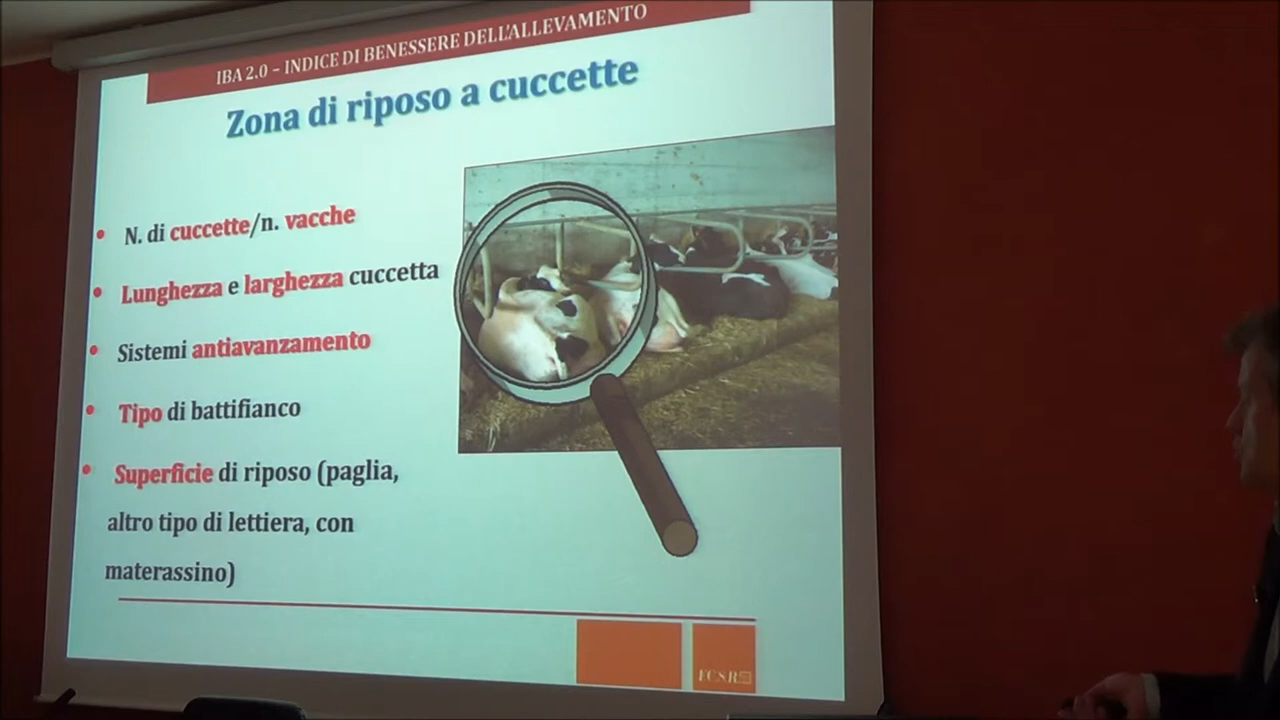 IBA 2.0 – INDICE DI BENESSERE DELL'ALLEVAMENTO
Zona di riposo a cuccette
• N. di cuccette/n. vacche
• Lunghezza e larghezza cuccetta
• Sistemi antiavanzamento
• Tipo di battifianco
• Superficie di riposo (paglia,
altro tipo di lettiera, con
materassino)
FCSR